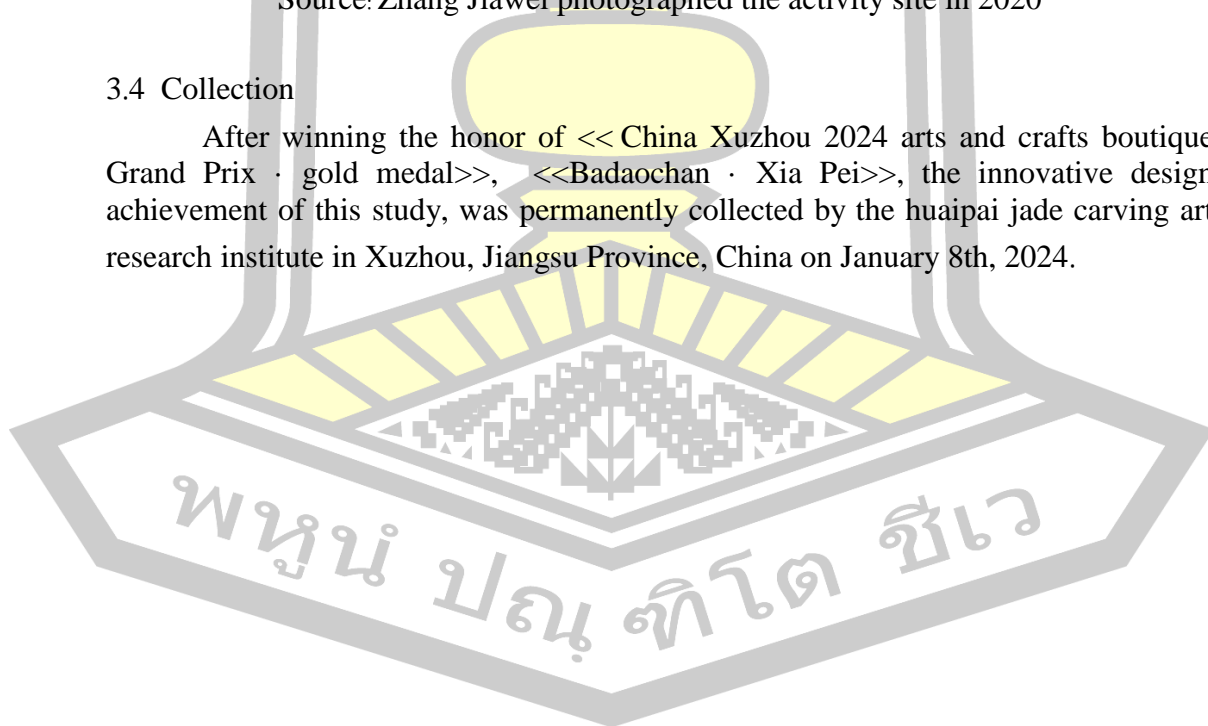 Source: Zhang Jiawei photographed the activity site in 2020
3.4 Collection
After winning the honor of << China Xuzhou 2024 arts and crafts boutique
Grand Prix · gold medal>>, <<Badaochan · Xia Pei>>, the innovative design
achievement of this study, was permanently collected by the huaipai jade carving art
research institute in Xuzhou, Jiangsu Province, China on January 8th, 2024.
พหูนํ ปณฺฑิโต ชีเว